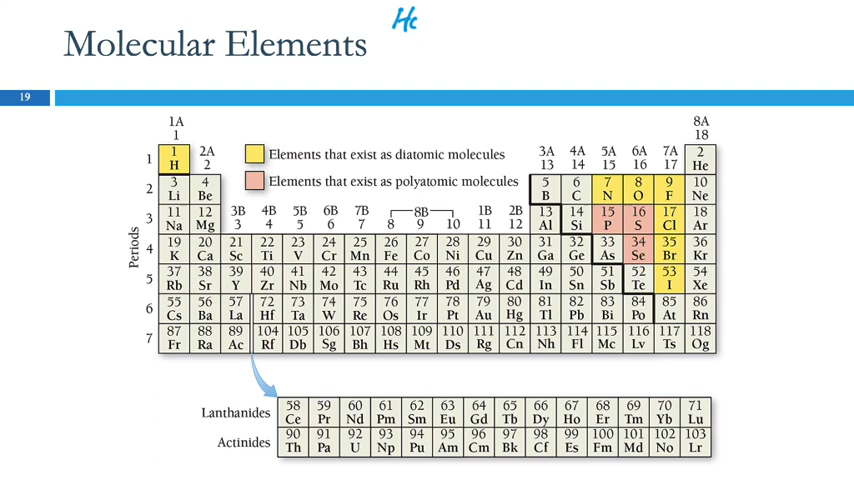 Hc
Molecular Elements
19
1A 8A
1 18
1 1 Elements that exist as diatomic molecules 2A 3A 4A 5A 6A 7A 2
H 2 13 14 15 16 17 He
2 3 4 Elements that exist as polyatomic molecules 5 6 7 8 9 10
Li Be B C N O F Ne
3 11 12 3B 4B 5B 6B 7B 8B 1B 2B 13 14 15 16 17 18
Na Mg 3 4 5 6 7 8 9 10 11 12 Al Si P S Cl Ar
4 19 20 21 22 23 24 25 26 27 28 29 30 31 32 33 34 35 36
K Ca Sc Ti V Cr Mn Fe Co Ni Cu Zn Ga Ge As Se Br Kr
5 37 38 39 40 41 42 43 44 45 46 47 48 49 50 51 52 53 54
Rb Sr Y Zr Nb Mo Tc Ru Rh Pd Ag Cd In Sn Sb Te I Xe
6 55 56 57 72 73 74 75 76 77 78 79 80 81 82 83 84 85 86
Cs Ba La Hf Ta W Re Os Ir Pt Au Hg Tl Pb Bi Po At Rn
7 87 88 89 104 105 106 107 108 109 110 111 112 113 114 115 116 117 118
Fr Ra Ac Rf Db Sg Bh Hs Mt Ds Rg Cn Nh Fl Mc Lv Ts Og
Periods
Lanthanides 58 59 60 61 62 63 64 65 66 67 68 69 70 71
Ce Pr Nd Pm Sm Eu Gd Tb Dy Ho Er Tm Yb Lu
Actinides 90 91 92 93 94 95 96 97 98 99 100 101 102 103
Th Pa U Np Pu Am Cm Bk Cf Es Fm Md No Lr